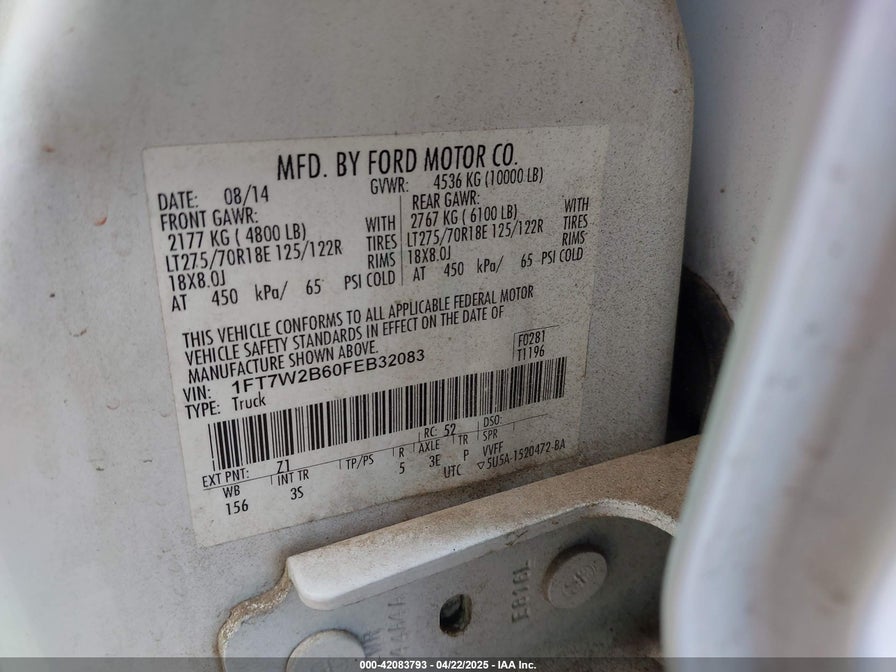 MFD. BY FORD MOTOR CO.
DATE: 08/14 GVWR: 4536 KG (10000 LB)
FRONT GAWR: REAR GAWR:
2177 KG ( 4800 LB) WITH 2767 KG ( 6100 LB) WITH
LT275/70R18E 125/122R TIRES LT275/70R18E 125/122R TIRES
18X8.0J RIMS 18X8.0J RIMS
AT 450 kPa/ 65 PSI COLD AT 450 kPa/ 65 PSI COLD
THIS VEHICLE CONFORMS TO ALL APPLICABLE FEDERAL MOTOR
VEHICLE SAFETY STANDARDS IN EFFECT ON THE DATE OF
MANUFACTURE SHOWN ABOVE.
F0281
T1196
VIN: 1FT7W2B60FEB32083
TYPE: Truck
EXT PNT: Z1 RC: 52 DSO:
WB INT TR TP/PS R AXLE TR SPR
156 3S 5 3E P VVFF
UTC ▽5U5A-1520472-BA
E816L
000-42083793 - 04/22/2025 - IAA Inc.